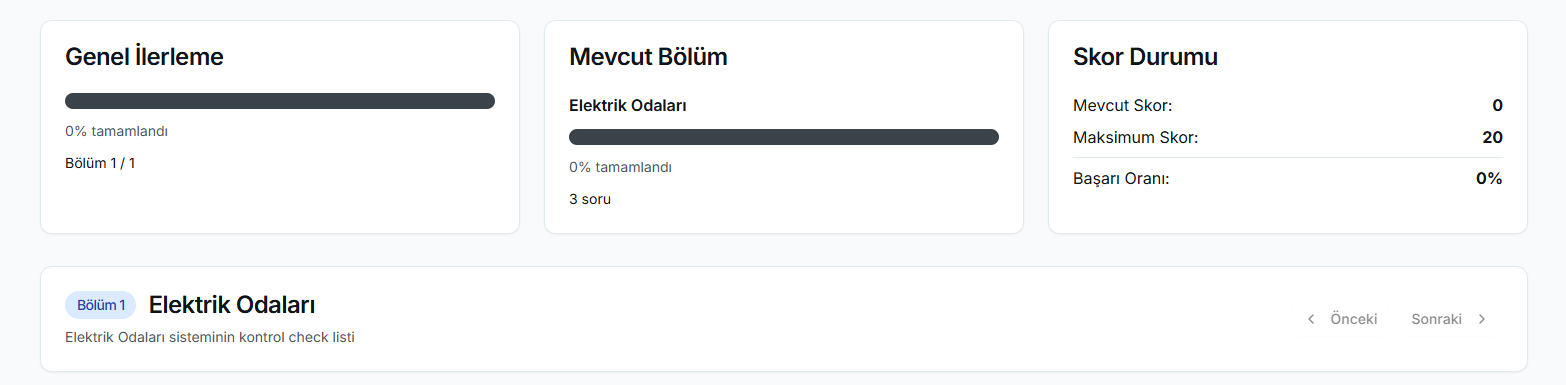 Genel İlerleme
0% tamamlandı
Bölüm 1 / 1
Mevcut Bölüm
Elektrik Odaları
0% tamamlandı
3 soru
Skor Durumu
Mevcut Skor: 0
Maksimum Skor: 20
Başarı Oranı: 0%
Bölüm 1 Elektrik Odaları
Elektrik Odaları sisteminin kontrol check listi
Önceki Sonraki